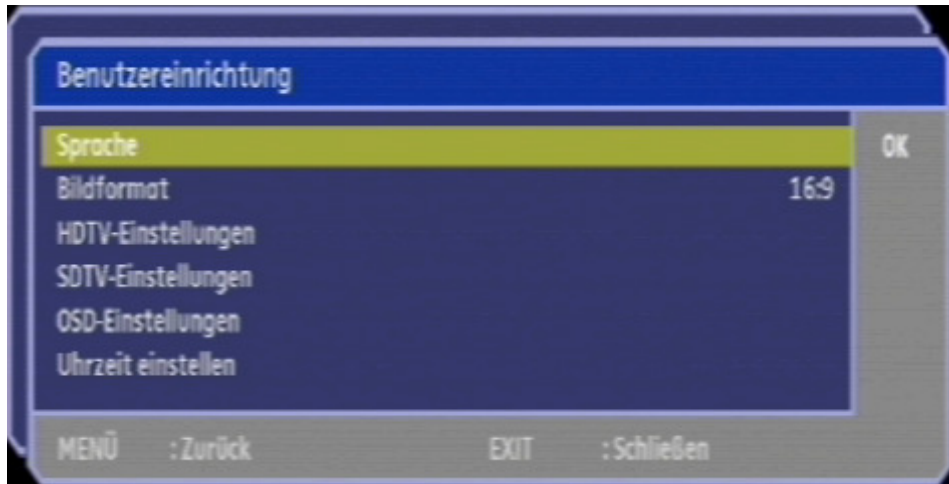 Benutzereinrichtung
Sprache OK
Bildformat 16:9
HDTV-Einstellungen
SDTV-Einstellungen
OSD-Einstellungen
Uhrzeit einstellen
MENÜ :Zurück EXIT :Schließen